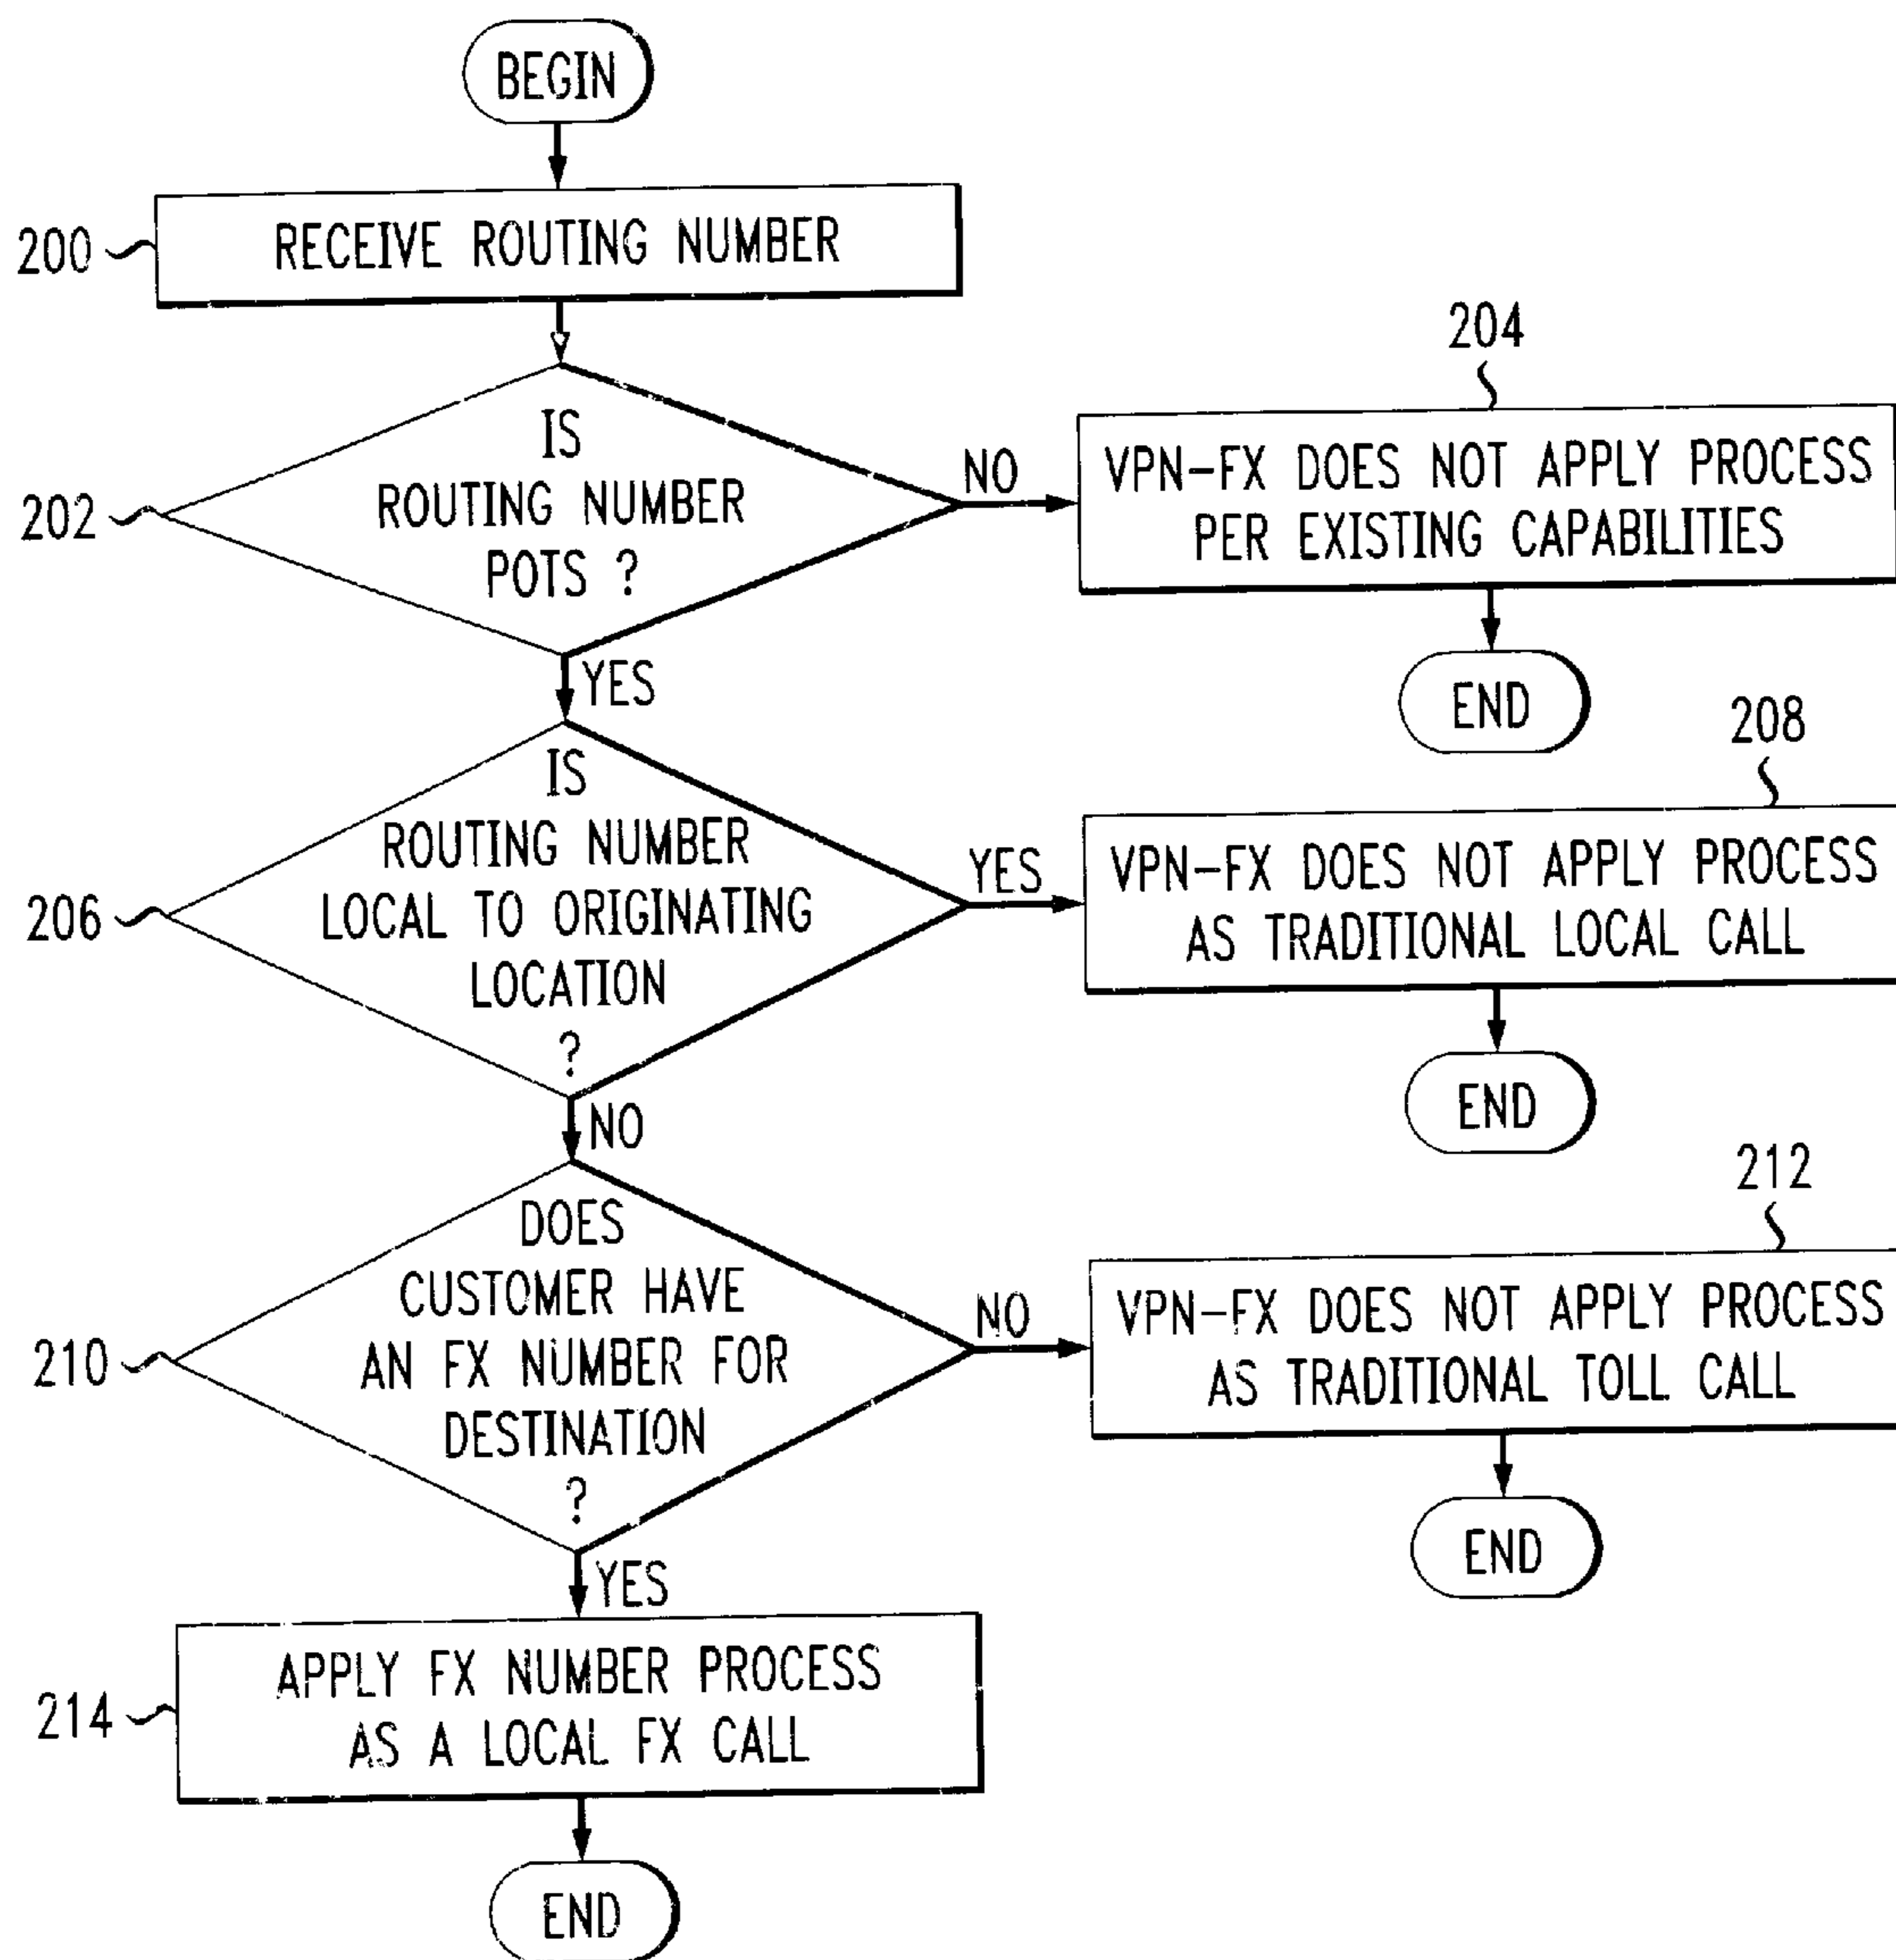 BEGIN
200
RECEIVE ROUTING NUMBER
204
202
IS
ROUTING NUMBER
POTS ?
NO
VPN-FX DOES NOT APPLY PROCESS
PER EXISTING CAPABILITIES
END
YES
208
206
IS
ROUTING NUMBER
LOCAL TO ORIGINATING
LOCATION
?
YES
VPN-FX DOES NOT APPLY PROCESS
AS TRADITIONAL LOCAL CALL
END
NO
212
210
DOES
CUSTOMER HAVE
AN FX NUMBER FOR
DESTINATION
?
NO
VPN-FX DOES NOT APPLY PROCESS
AS TRADITIONAL TOLL CALL
END
YES
214
APPLY FX NUMBER PROCESS
AS A LOCAL FX CALL
END